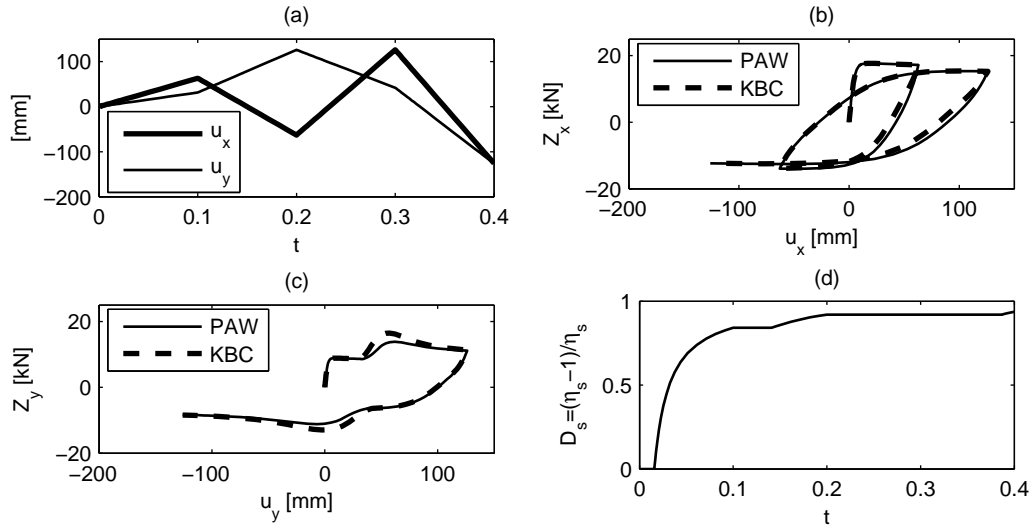 (a)
100
0
−100
−200
[mm]
u_x
u_y
0
0.1
0.2
0.3
0.4
t
(b)
20
0
−20
Z_x [kN]
PAW
KBC
−200
−100
0
100
u_x [mm]
(c)
20
0
−20
Z_y [kN]
PAW
KBC
−200
−100
0
100
u_y [mm]
(d)
1
0.5
0
D_s=(η_s−1)/η_s
0
0.1
0.2
0.3
0.4
t